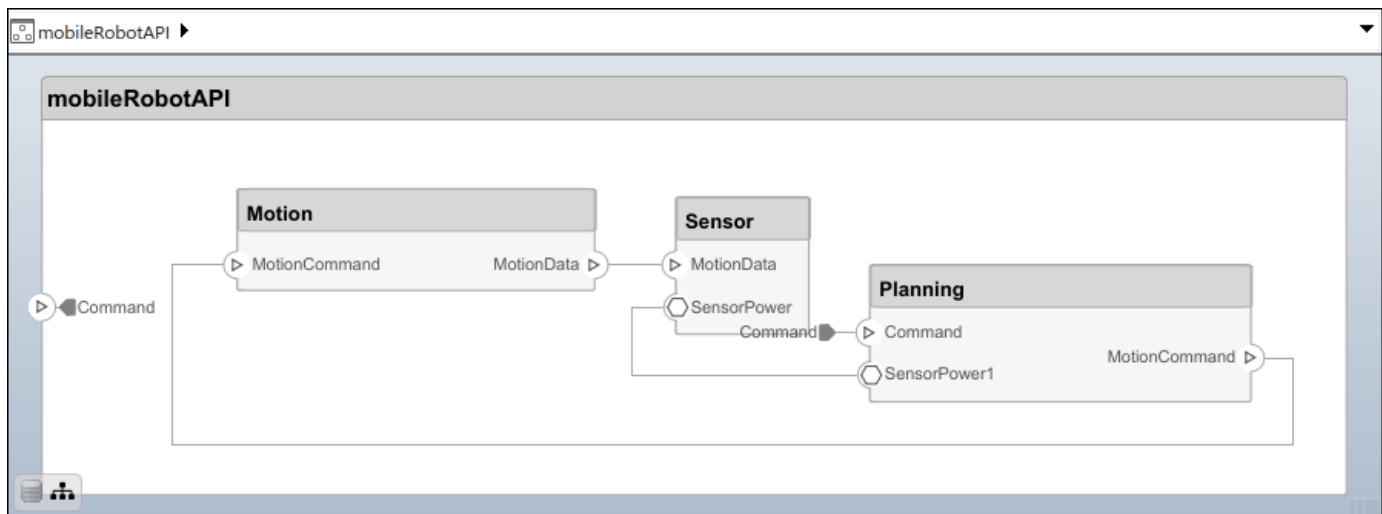 mobileRobotAPI
mobileRobotAPI
Motion
MotionCommand
MotionData
Sensor
MotionData
SensorPower
Command
Planning
Command
Command
SensorPower1
MotionCommand